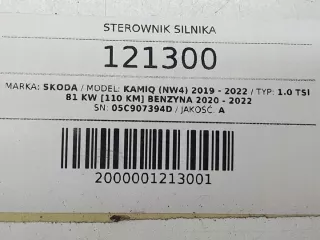 STEROWNIK SILNIKA
121300
MARKA: SKODA / MODEL: KAMIQ (NW4) 2019 - 2022 / TYP: 1.0 TSI
81 KW [110 KM] BENZYNA 2020 - 2022
SN: 05C907394D / JAKOŚĆ: A
2000001213001